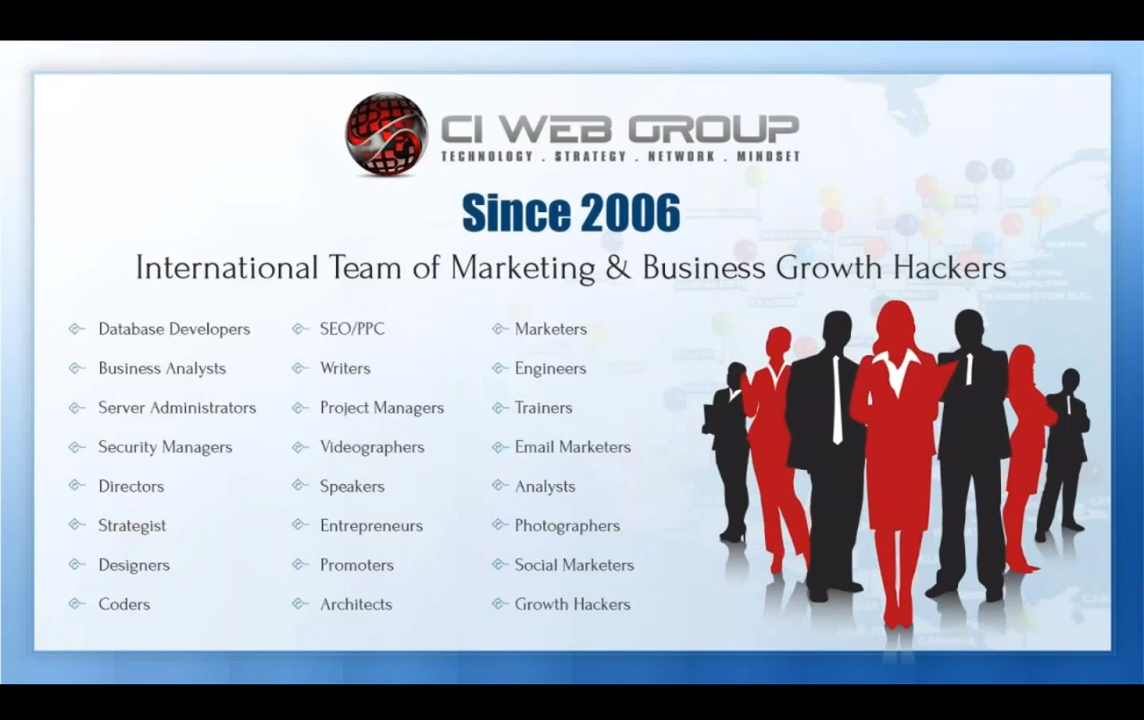 CI WEB GROUP
TECHNOLOGY . STRATEGY . NETWORK . MINDSET
Since 2006
International Team of Marketing & Business Growth Hackers
Database Developers
Business Analysts
Server Administrators
Security Managers
Directors
Strategist
Designers
Coders
SEO/PPC
Writers
Project Managers
Videographers
Speakers
Entrepreneurs
Promoters
Architects
Marketers
Engineers
Trainers
Email Marketers
Analysts
Photographers
Social Marketers
Growth Hackers